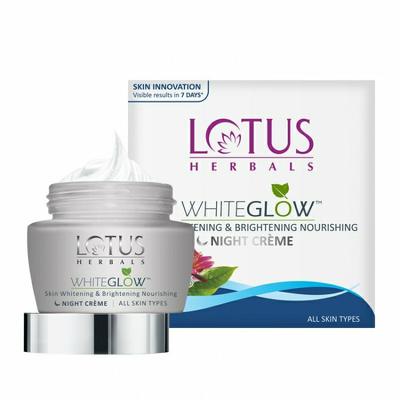 SKIN INNOVATION
Visible results in 7 DAYS*
LOTUS
HERBALS
WHITEGLOW™
&BRIGHTENING NOURISHING
NIGHT CRÈME
ALL SKIN TYPES
LOTUS
HERBALS
WHITEGLOW™
Skin Whitening & Brightening Nourishing
NIGHT CRÈME | ALL SKIN TYPES